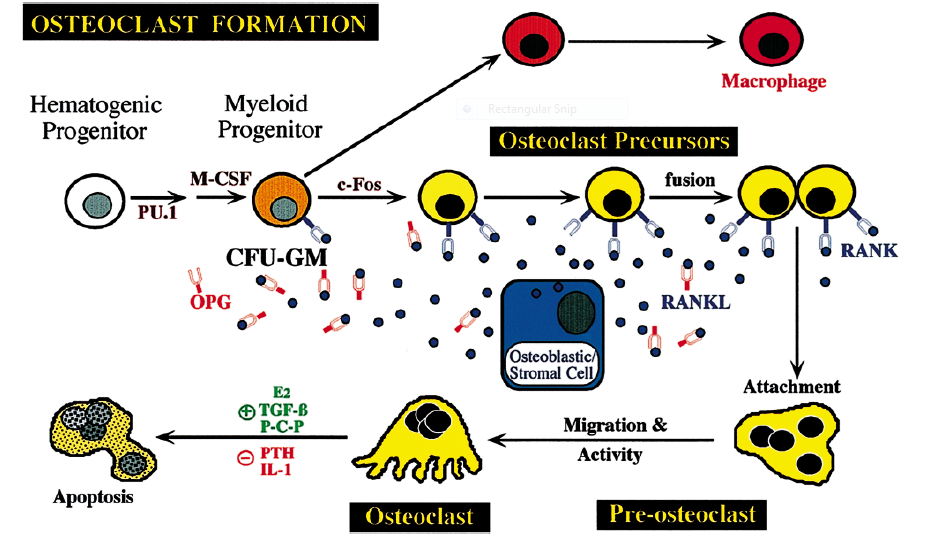 OSTEOCLAST FORMATION
Macrophage
Hematogenic
Progenitor
Myeloid
Progenitor
Rectangular Snip
Osteoclast Precursors
M-CSF
PU.1
c-Fos
fusion
CFU-GM
RANK
OPG
RANKL
Osteoblastic/
Stromal Cell
Attachment
E2
⊕ TGF-ß
P-C-P
⊖ PTH
IL-1
Migration &
Activity
Apoptosis
Osteoclast
Pre-osteoclast